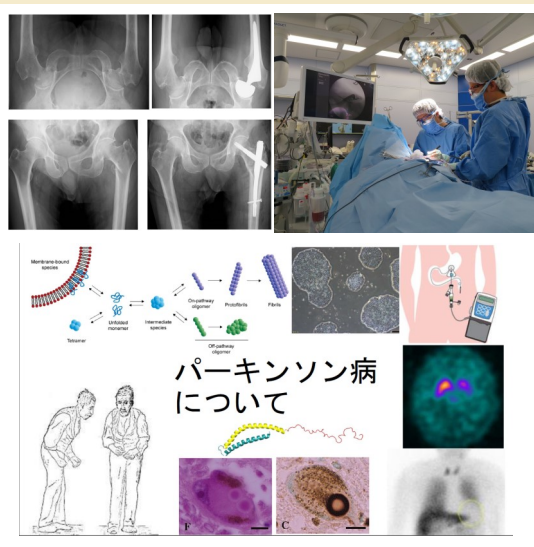 Membrane-bound
species
Tetramer
Unfolded
monomer
Intermediate
species
On-pathway
oligomer
Protofibrils
Fibrils
Off-pathway
oligomer
パーキンソン病
について
F
C